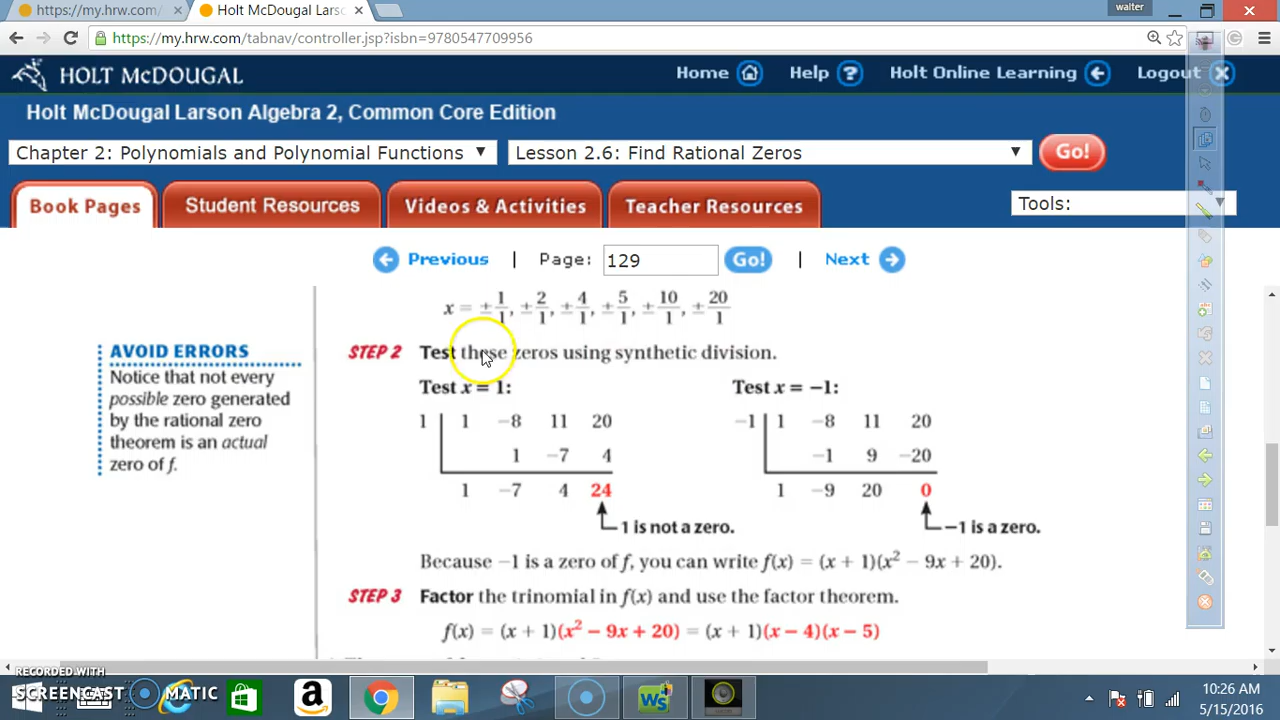 https://my.hrw.com/tabnav × Holt McDougal Lars × walter
https://my.hrw.com/tabnav/controller.jsp?isbn=9780547709956
HOLT MCDOUGAL Home Help ? Holt Online Learning Logout X
Holt McDougal Larson Algebra 2, Common Core Edition
Chapter 2: Polynomials and Polynomial Functions Lesson 2.6: Find Rational Zeros Go!
Book Pages Student Resources Videos & Activities Teacher Resources Tools:
Previous | Page: 129 Go! | Next
x = ±1/1, ±2/1, ±4/1, ±5/1, ±10/1, ±20/1
AVOID ERRORS
Notice that not every
possible zero generated
by the rational zero
theorem is an actual
zero of f.
STEP 2 Test these zeros using synthetic division.
Test x = 1:
1 1 −8 11 20
1 −7 4
1 −7 4 24
1 is not a zero.
Test x = −1:
−1 1 −8 11 20
−1 9 −20
1 −9 20 0
−1 is a zero.
Because −1 is a zero of f, you can write f(x) = (x + 1)(x² − 9x + 20).
STEP 3 Factor the trinomial in f(x) and use the factor theorem.
f(x) = (x + 1)(x² − 9x + 20) = (x + 1)(x − 4)(x − 5)
RECORDED WITH
SCREENCAST MATIC
10:26 AM
5/15/2016